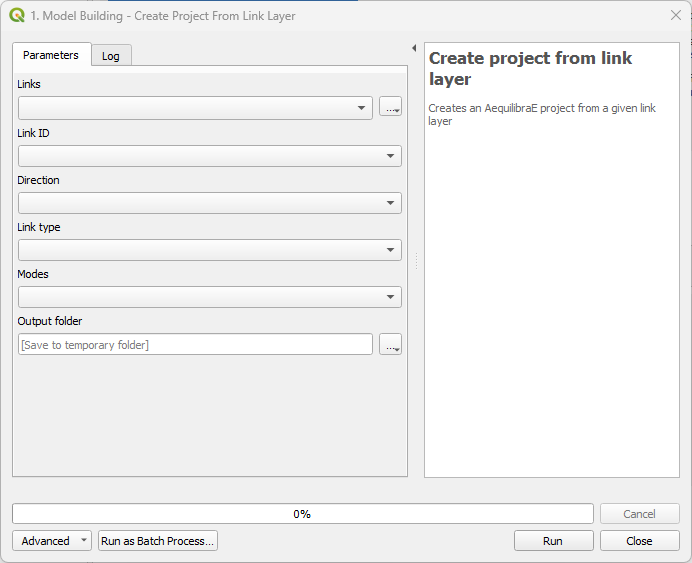 1. Model Building - Create Project From Link Layer
Parameters
Log
Links
...
Link ID
Direction
Link type
Modes
Output folder
[Save to temporary folder]
...
Create project from link
layer
Creates an AequilibraE project from a given link
layer
0%
Cancel
Advanced
Run as Batch Process...
Run
Close